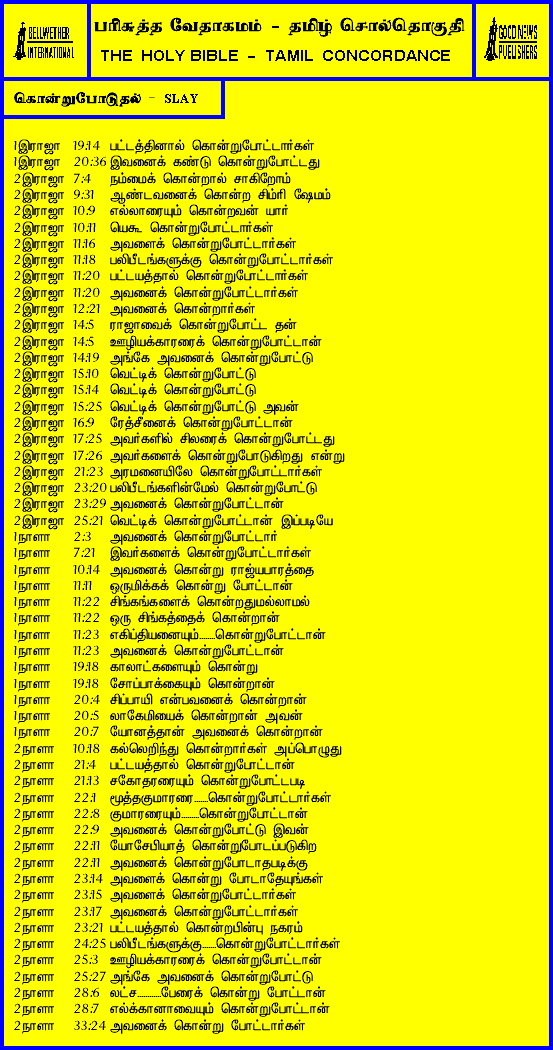 BELLWETHER
INTERNATIONAL
பரிசுத்த வேதாகமம் - தமிழ் சொல்தொகுதி
THE HOLY BIBLE - TAMIL CONCORDANCE
GOOD NEWS
PUBLISHERS
கொன்றுபோடுதல் - SLAY
1இராஜா 19:14 பட்டத்தினால் கொன்றுபோட்டார்கள்
1இராஜா 20:36 இவனைக் கண்டு கொன்றுபோட்டது
2இராஜா 7:4 நம்மைக் கொன்றால் சாகிறோம்
2இராஜா 9:31 ஆண்டவனைக் கொன்ற சிம்ரி ஷேமம்
2இராஜா 10:9 எல்லாரையும் கொன்றவன் யார்
2இராஜா 10:11 யெகூ கொன்றுபோட்டார்கள்
2இராஜா 11:16 அவளைக் கொன்றுபோட்டார்கள்
2இராஜா 11:18 பலிபீடங்களுக்கு கொன்றுபோட்டார்கள்
2இராஜா 11:20 பட்டயத்தால் கொன்றுபோட்டார்கள்
2இராஜா 11:20 அவனைக் கொன்றுபோட்டார்கள்
2இராஜா 12:21 அவனைக் கொன்றார்கள்
2இராஜா 14:5 ராஜாவைக் கொன்றுபோட்ட தன்
2இராஜா 14:5 ஊழியக்காரரைக் கொன்றுபோட்டான்
2இராஜா 14:19 அங்கே அவனைக் கொன்றுபோட்டு
2இராஜா 15:10 வெட்டிக் கொன்றுபோட்டு
2இராஜா 15:14 வெட்டிக் கொன்றுபோட்டு
2இராஜா 15:25 வெட்டிக் கொன்றுபோட்டு அவன்
2இராஜா 16:9 ரேத்சீனைக் கொன்றுபோட்டான்
2இராஜா 17:25 அவர்களில் சிலரைக் கொன்றுபோட்டது
2இராஜா 17:26 அவர்களைக் கொன்றுபோடுகிறது என்று
2இராஜா 21:23 அரமனையிலே கொன்றுபோட்டார்கள்
2இராஜா 23:20 பலிபீடங்களின்மேல் கொன்றுபோட்டு
2இராஜா 23:29 அவனைக் கொன்றுபோட்டான்
2இராஜா 25:21 வெட்டிக் கொன்றுபோட்டான் இப்படியே
1நாளா 2:3 அவனைக் கொன்றுபோட்டார்
1நாளா 7:21 இவர்களைக் கொன்றுபோட்டார்கள்
1நாளா 10:14 அவனைக் கொன்று ராஜ்யபாரத்தை
1நாளா 11:11 ஒருமிக்கக் கொன்று போட்டான்
1நாளா 11:22 சிங்கங்களைக் கொன்றதுமல்லாமல்
1நாளா 11:22 ஒரு சிங்கத்தைக் கொன்றான்
1நாளா 11:23 எகிப்தியனையும்.......கொன்றுபோட்டான்
1நாளா 11:23 அவனைக் கொன்றுபோட்டான்
1நாளா 19:18 காலாட்களையும் கொன்று
1நாளா 19:18 சோப்பாக்கையும் கொன்றான்
1நாளா 20:4 சிப்பாயி என்பவனைக் கொன்றான்
1நாளா 20:5 லாகேமியைக் கொன்றான் அவன்
1நாளா 20:7 யோனத்தான் அவனைக் கொன்றான்
2நாளா 10:18 கல்லெறிந்து கொன்றார்கள் அப்பொழுது
2நாளா 21:4 பட்டயத்தால் கொன்றுபோட்டான்
2நாளா 21:13 சகோதரரையும் கொன்றுபோட்டபடி
2நாளா 22:1 மூத்தகுமாரரை......கொன்றுபோட்டார்கள்
2நாளா 22:8 குமாரரையும்........கொன்றுபோட்டான்
2நாளா 22:9 அவனைக் கொன்றுபோட்டு இவன்
2நாளா 22:11 யோசேபியாத் கொன்றுபோடப்படுகிற
2நாளா 22:11 அவனைக் கொன்றுபோடாதபடிக்கு
2நாளா 23:14 அவளைக் கொன்று போடாதேயுங்கள்
2நாளா 23:15 அவளைக் கொன்றுபோட்டார்கள்
2நாளா 23:17 அவனைக் கொன்றுபோட்டார்கள்
2நாளா 23:21 பட்டயத்தால் கொன்றபின்பு நகரம்
2நாளா 24:25 பலிபீடங்களுக்கு......கொன்றுபோட்டார்கள்
2நாளா 25:3 ஊழியக்காரரைக் கொன்றுபோட்டான்
2நாளா 25:27 அங்கே அவனைக் கொன்றுபோட்டு
2நாளா 28:6 லட்ச...........பேரைக் கொன்று போட்டான்
2நாளா 28:7 எல்க்கானாவையும் கொன்றுபோட்டான்
2நாளா 33:24 அவனைக் கொன்று போட்டார்கள்